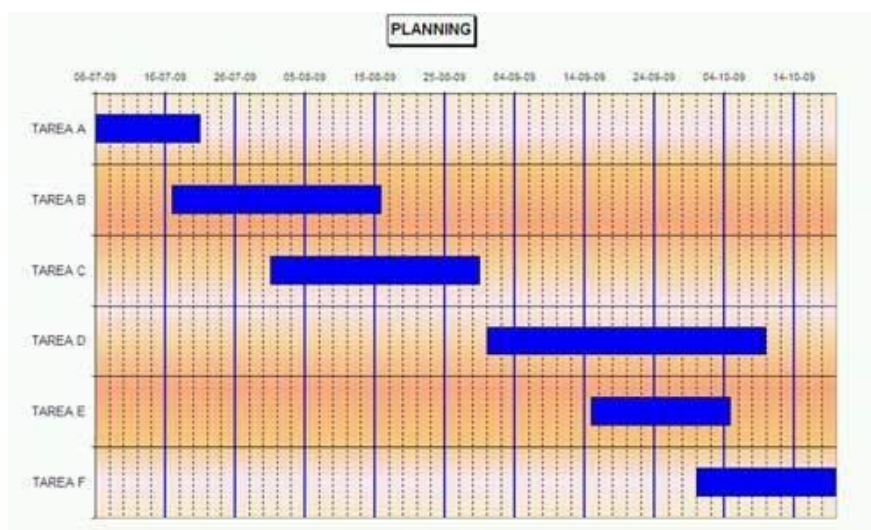 PLANNING
06-07-09 16-07-09 26-07-09 05-08-09 15-08-09 25-08-09 04-09-09 14-09-09 24-09-09 04-10-09 14-10-09
TAREA A
TAREA B
TAREA C
TAREA D
TAREA E
TAREA F